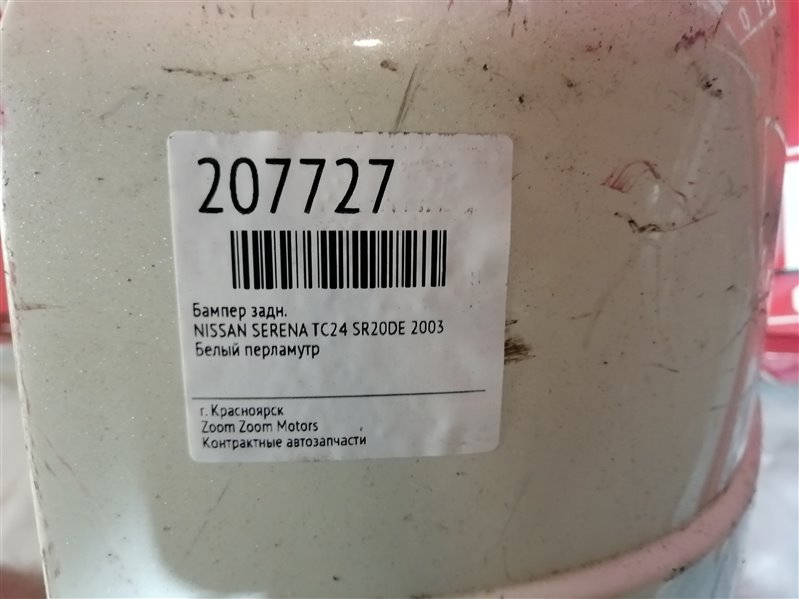 207727
Бампер задн.
NISSAN SERENA TC24 SR20DE 2003
Белый перламутр
г. Красноярск
Zoom Zoom Motors
Контрактные автозапчасти